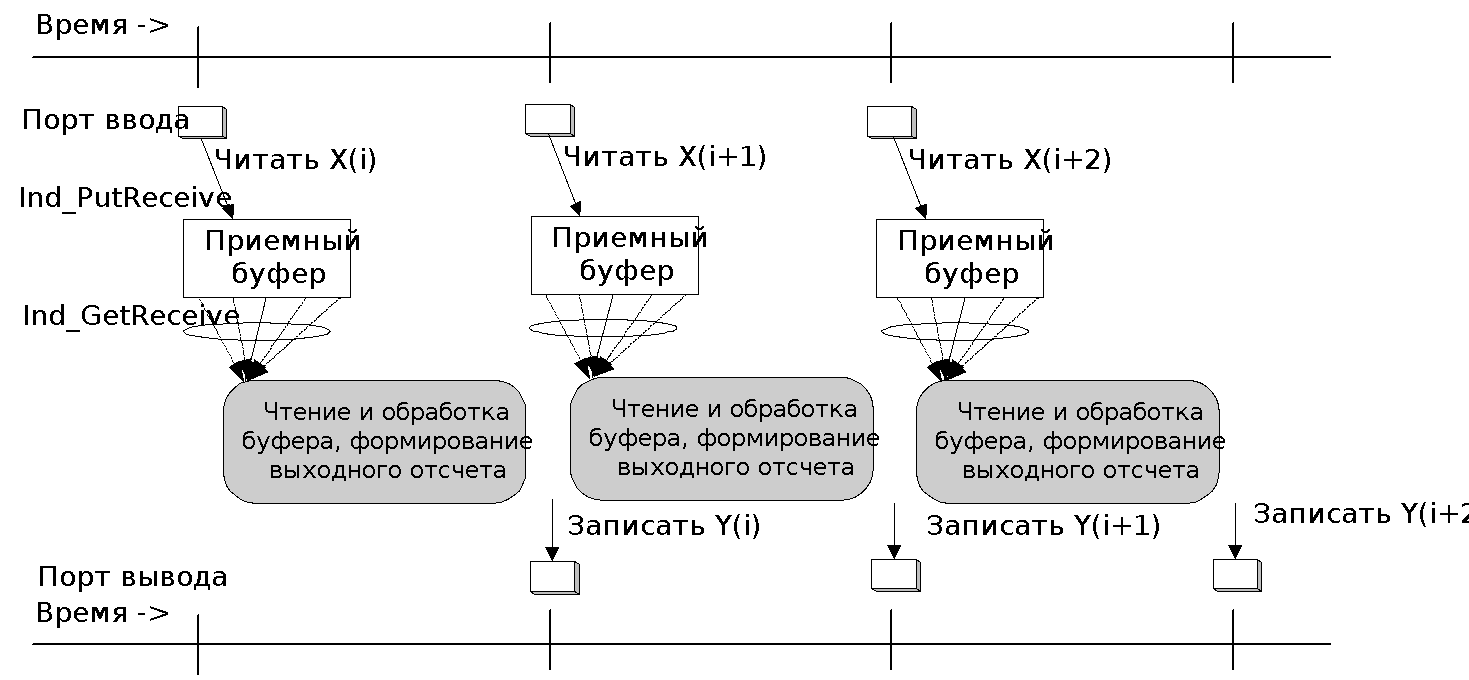 Время ->
Порт ввода
Читать X(i)
Читать X(i+1)
Читать X(i+2)
Ind_PutReceive
Приемный
буфер
Приемный
буфер
Приемный
буфер
Ind_GetReceive
Чтение и обработка
буфера, формирование
выходного отсчета
Чтение и обработка
буфера, формирование
выходного отсчета
Чтение и обработка
буфера, формирование
выходного отсчета
Записать Y(i)
Записать Y(i+1)
Записать Y(i+2
Порт вывода
Время ->